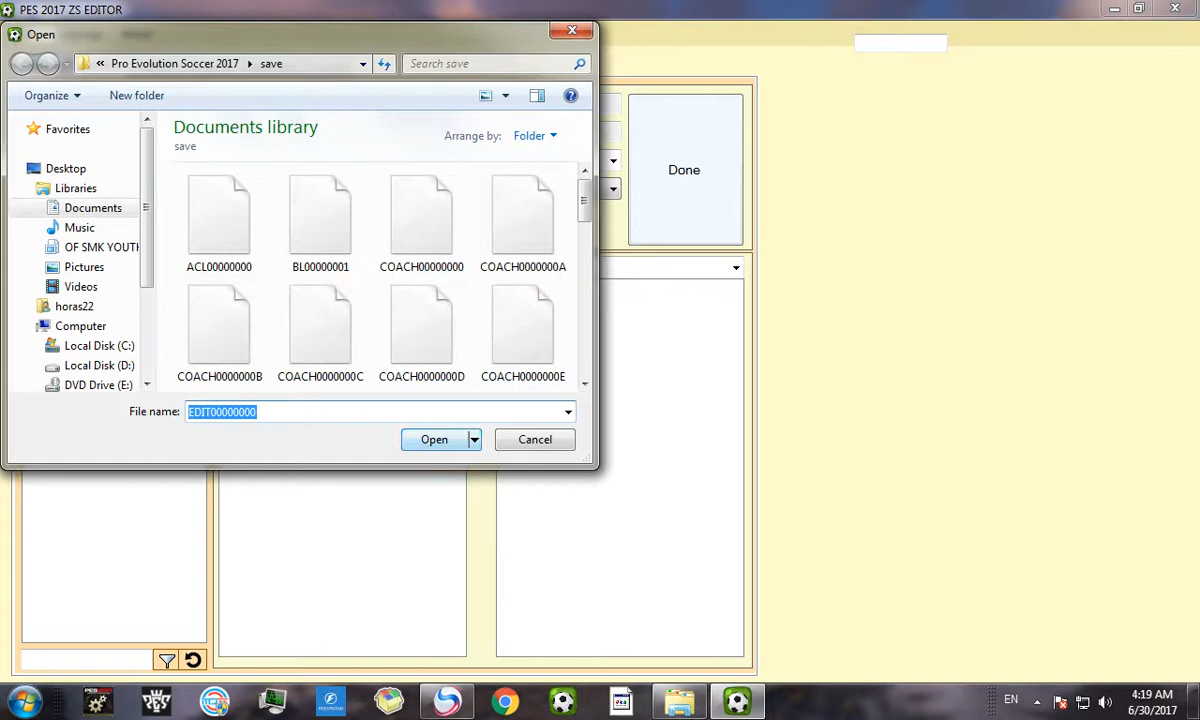 PES 2017 ZS EDITOR
Open
« Pro Evolution Soccer 2017 save
Search save
Organize
New folder
Favorites
Desktop
Libraries
Documents
Music
OF SMK YOUTH
Pictures
Videos
horas22
Computer
Local Disk (C:)
Local Disk (D:)
DVD Drive (E:)
Documents library
save
Arrange by: Folder
ACL00000000
BL00000001
COACH00000000
COACH0000000A
COACH0000000B
COACH0000000C
COACH0000000D
COACH0000000E
File name: EDIT00000000
Open
Cancel
Done
EN
4:19 AM
6/30/2017